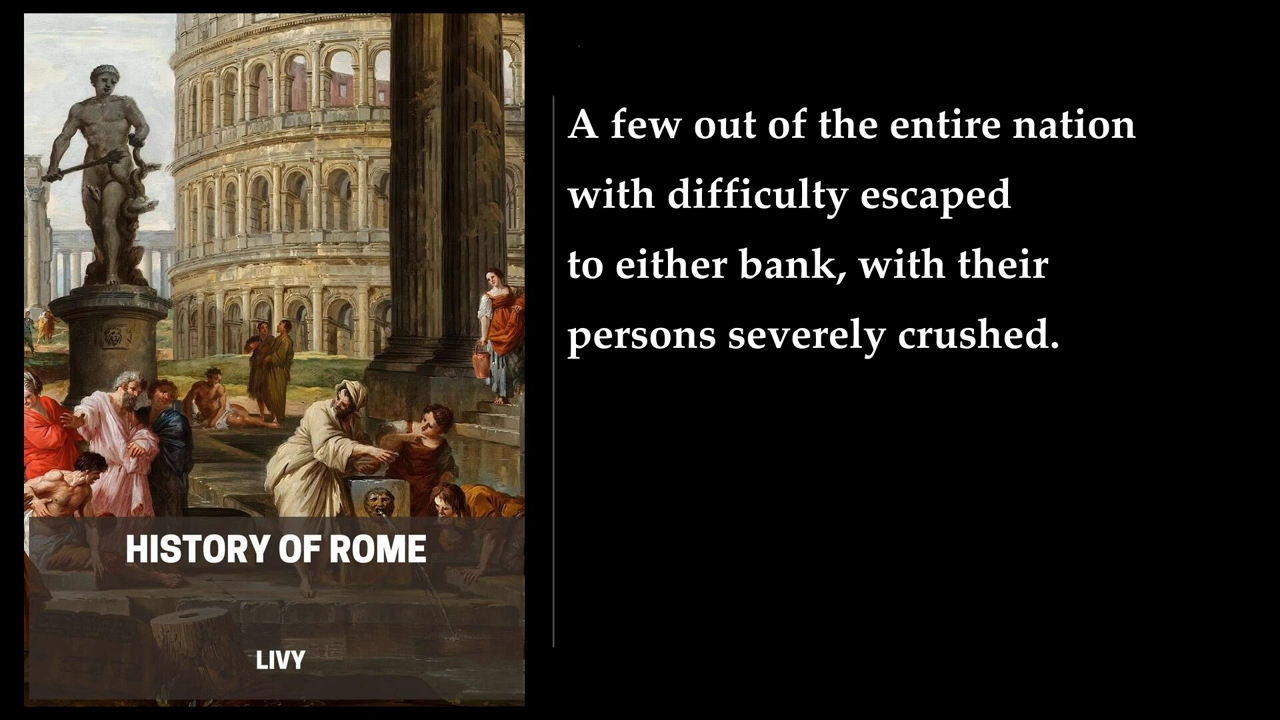 HISTORY OF ROME
LIVY
A few out of the entire nation
with difficulty escaped
to either bank, with their
persons severely crushed.